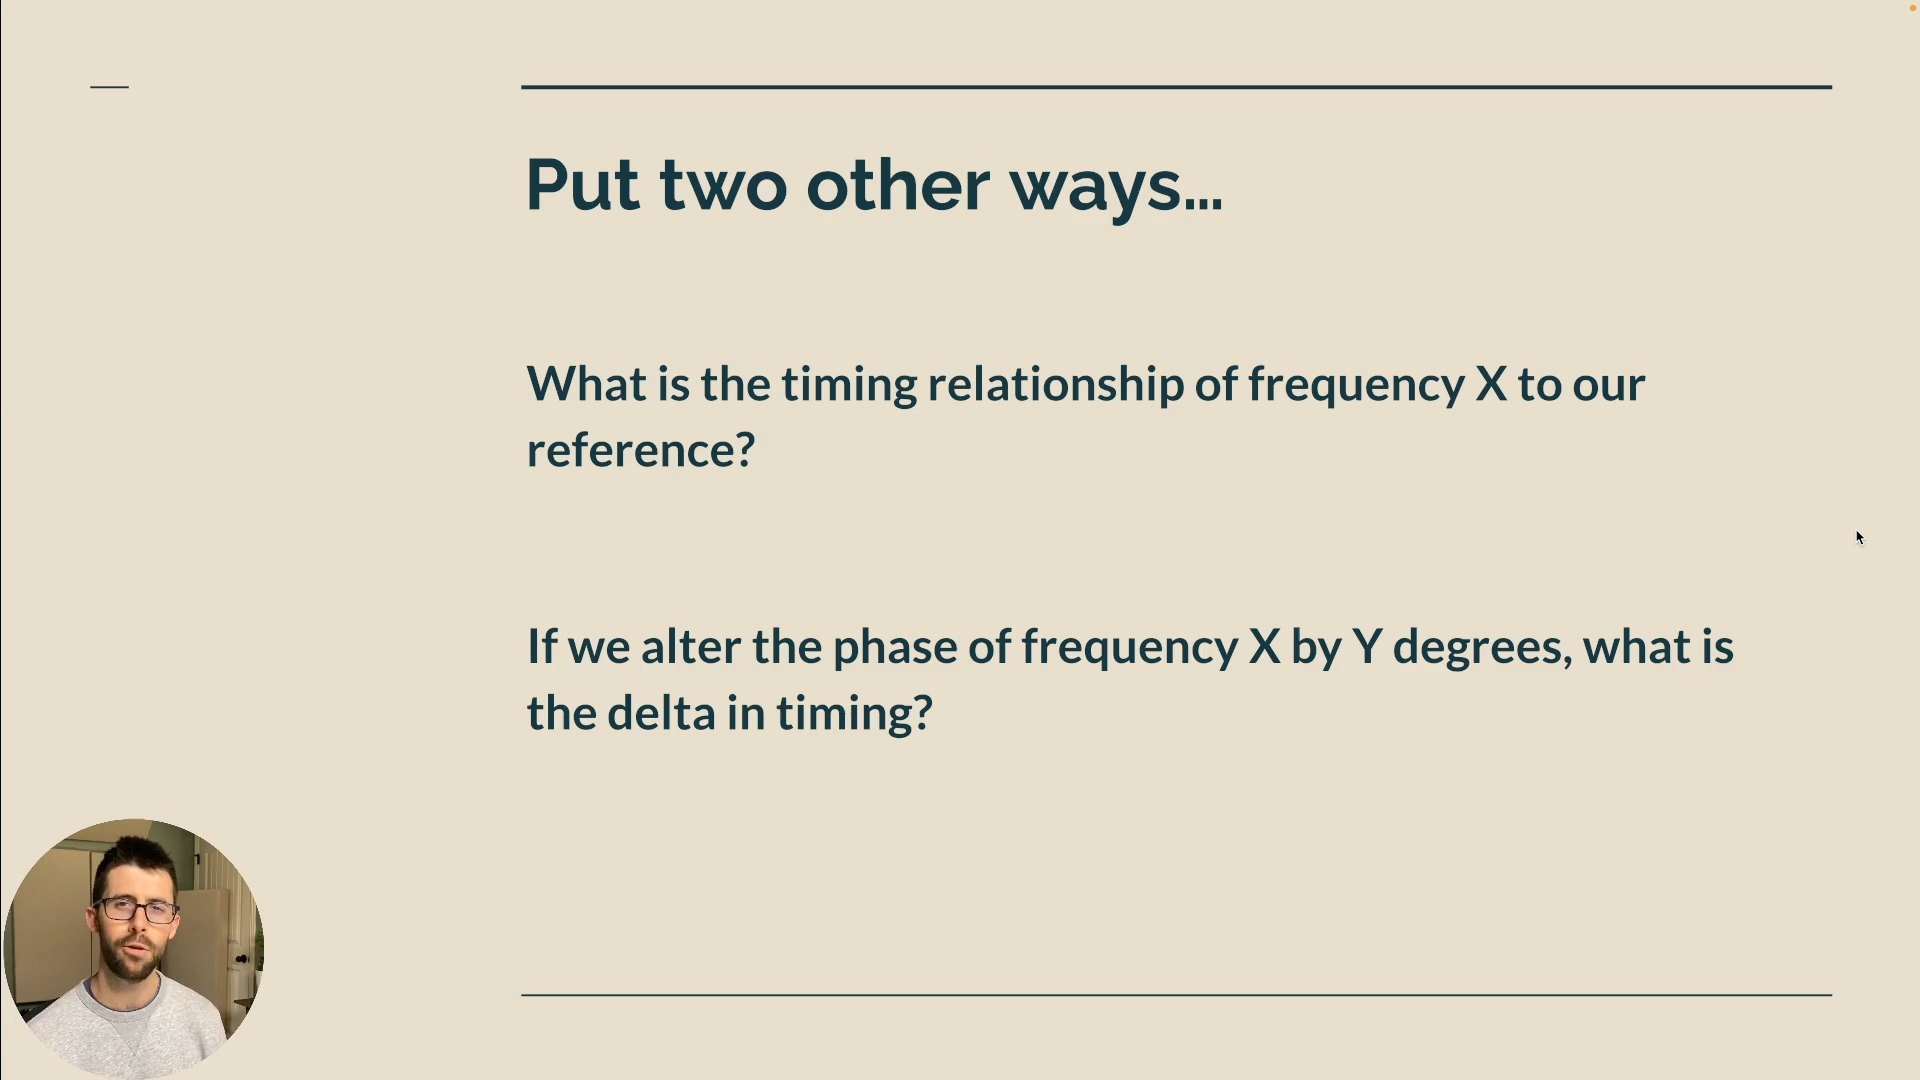 Put two other ways…
What is the timing relationship of frequency X to our
reference?
If we alter the phase of frequency X by Y degrees, what is
the delta in timing?